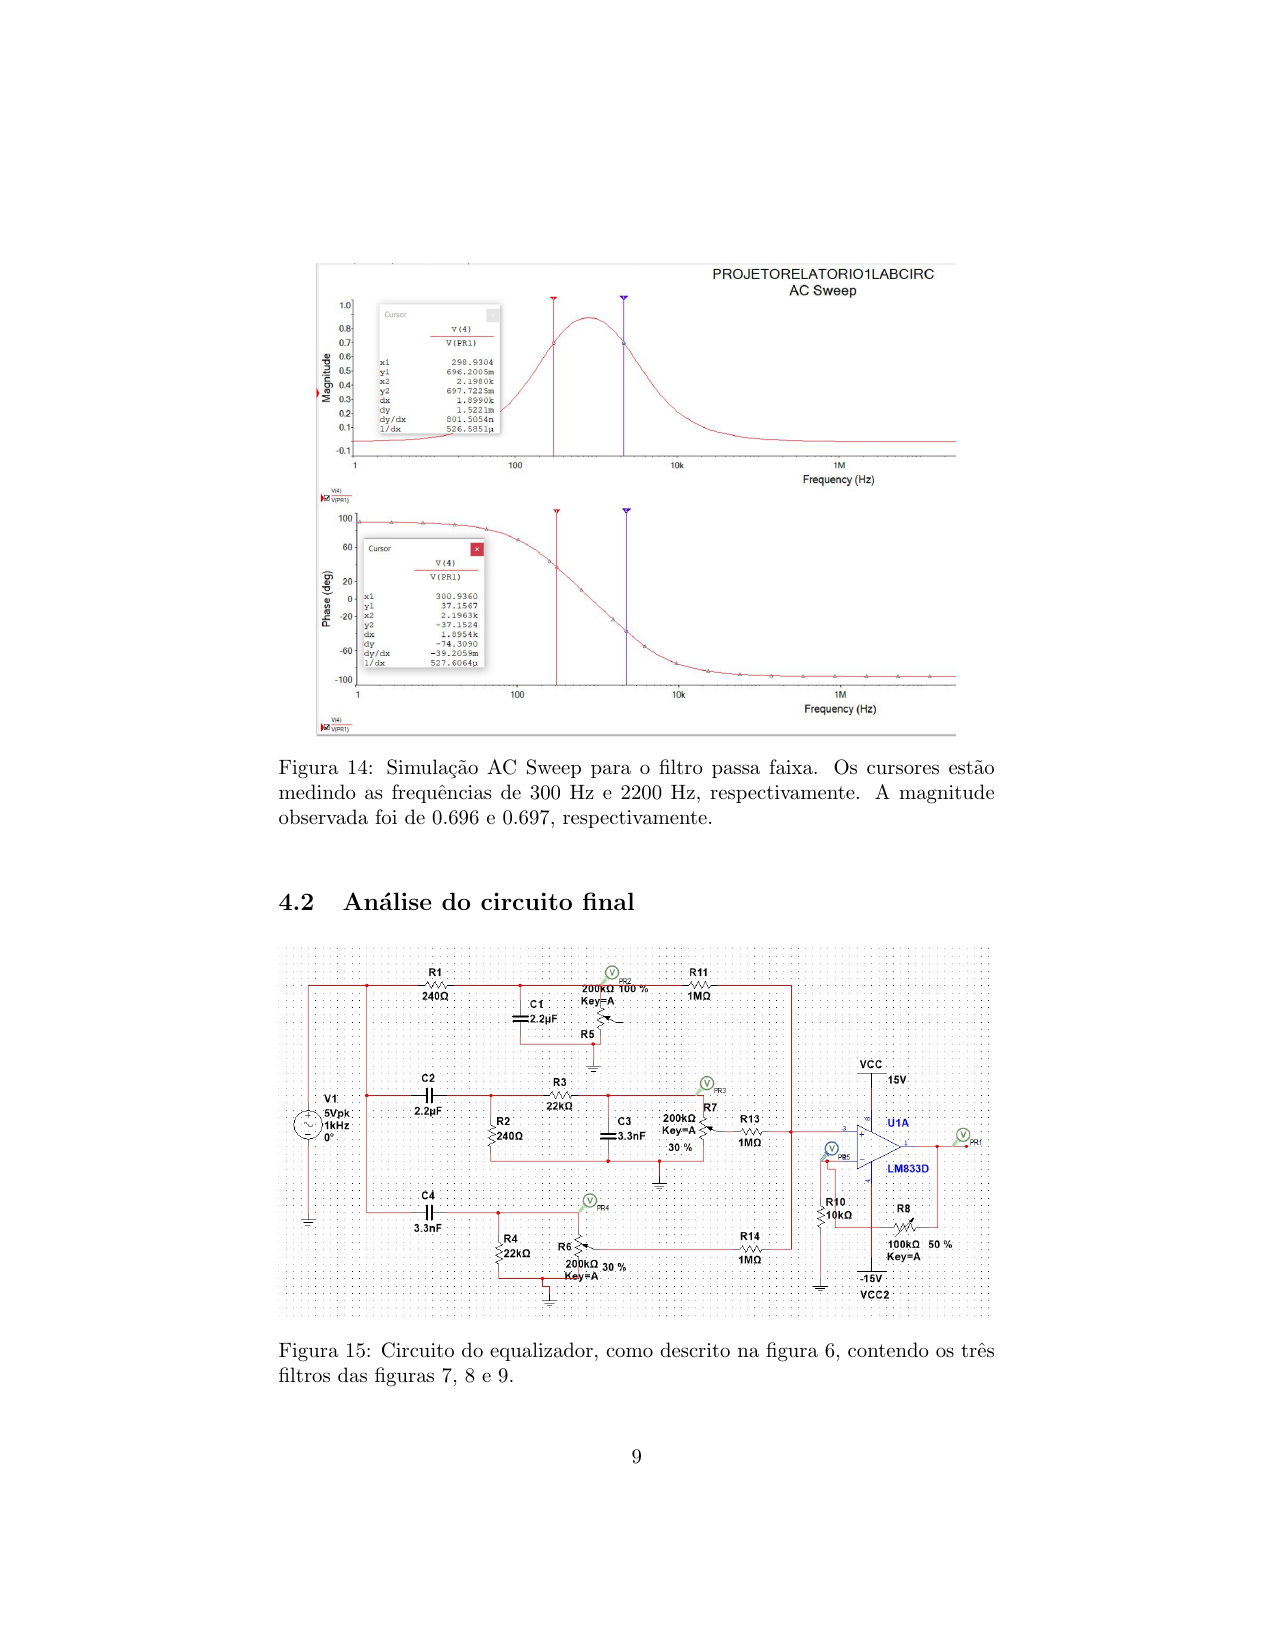 PROJETORELATORIO1LABCIRC
AC Sweep
Magnitude
1.0
0.8
0.7
0.6
0.5
0.4
0.3
0.2
0.1
-0.1
Cursor
V(4)
V(PR1)
x1 298.9304
y1 696.2005m
x2 2.1980k
y2 697.7225m
dx 1.8990k
dy 1.5221m
dy/dx 801.5054n
1/dx 526.5851µ
1 100 10k 1M
Frequency (Hz)
V(4)
V(PR1)
Phase (deg)
100
60
20
0
-20
-60
-100
Cursor
V(4)
V(PR1)
x1 300.9360
y1 37.1567
x2 2.1963k
y2 -37.1524
dx 1.8954k
dy -74.3090
dy/dx -39.2059m
1/dx 527.6064µ
1 100 10k 1M
Frequency (Hz)
V(4)
V(PR1)
Figura 14: Simulação AC Sweep para o filtro passa faixa. Os cursores estão
medindo as frequências de 300 Hz e 2200 Hz, respectivamente. A magnitude
observada foi de 0.696 e 0.697, respectivamente.
4.2 Análise do circuito final
R1
240Ω
C1
2.2µF
V
PR2
200kΩ 100 %
Key=A
R5
R11
1MΩ
V1
5Vpk
1kHz
0°
C2
2.2µF
R2
240Ω
R3
22kΩ
C3
3.3nF
V
PR3
R7
200kΩ
Key=A
30 %
R13
1MΩ
C4
3.3nF
R4
22kΩ
V
PR4
R6
200kΩ 30 %
Key=A
R14
1MΩ
VCC
15V
8
U1A
3
1
4
LM833D
V
V
PR1
R10
10kΩ
R8
100kΩ 50 %
Key=A
-15V
VCC2
Figura 15: Circuito do equalizador, como descrito na figura 6, contendo os três
filtros das figuras 7, 8 e 9.
9